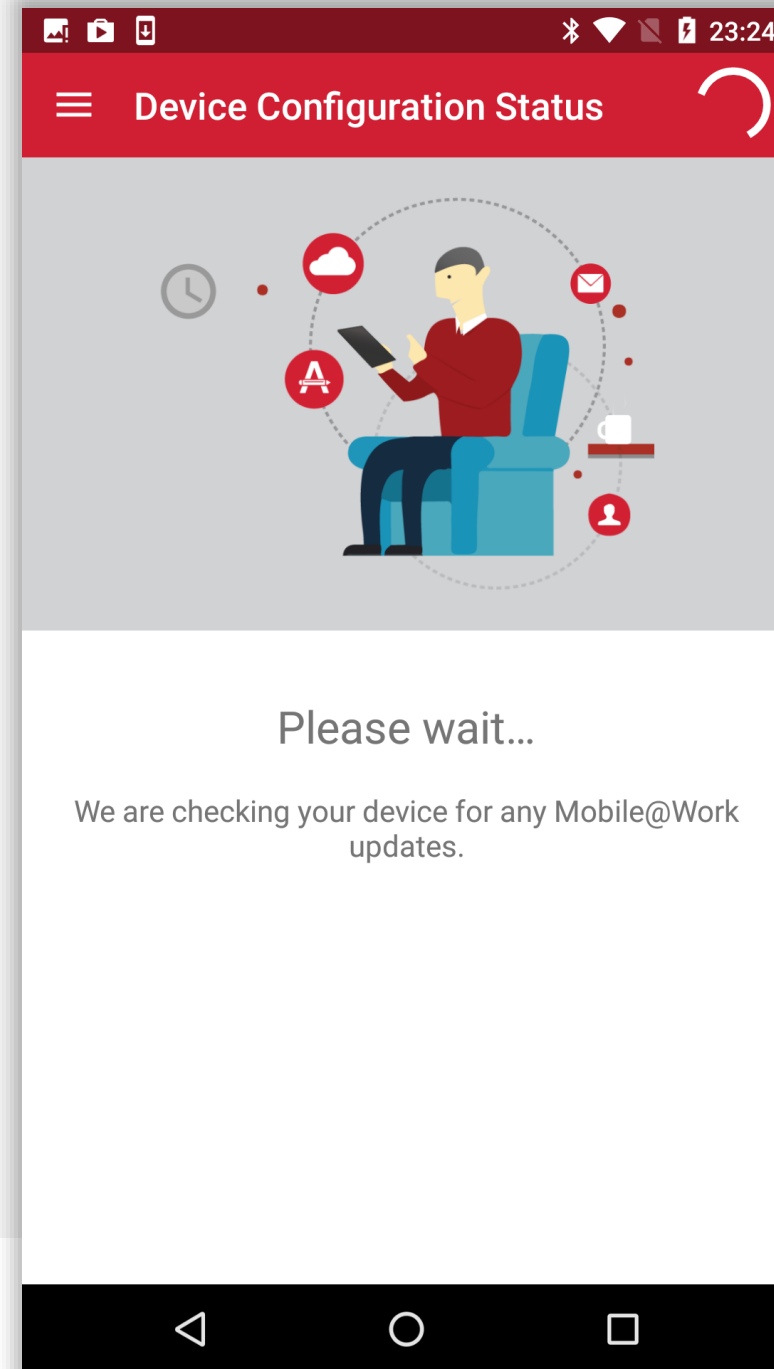 23:24
Device Configuration Status
Please wait...
We are checking your device for any Mobile@Work
updates.